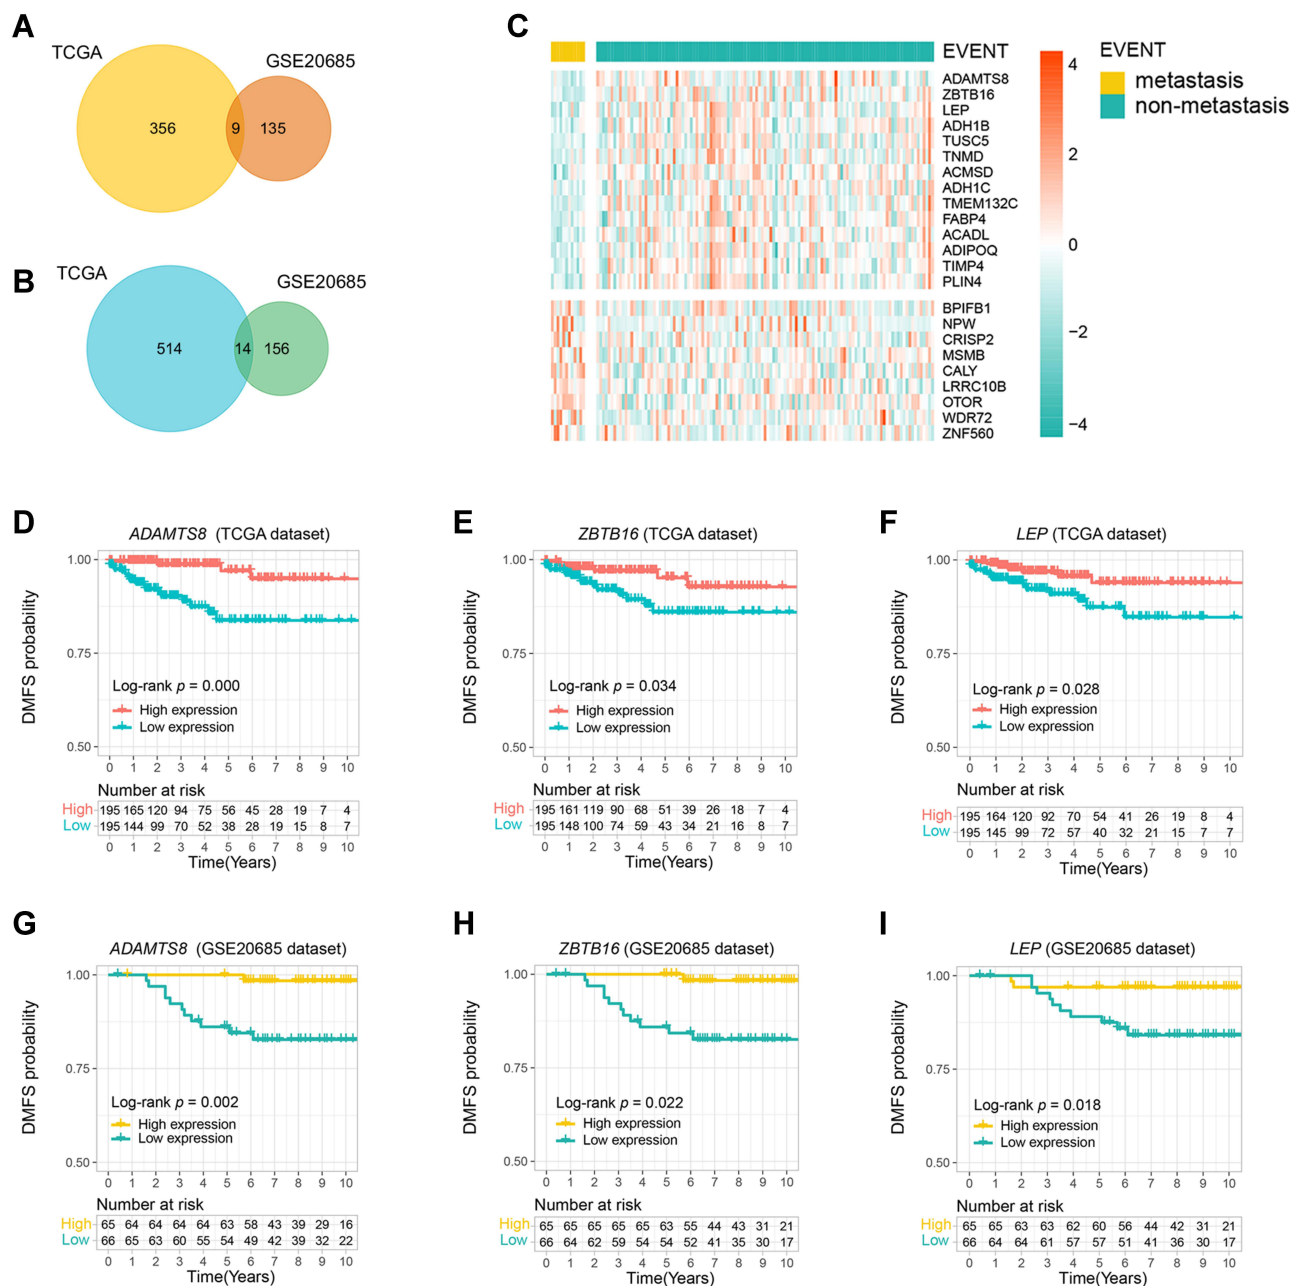 A
TCGA
GSE20685
356
9
135
B
TCGA
GSE20685
514
14
156
C
EVENT
ADAMTS8
ZBTB16
LEP
ADH1B
TUSC5
TNMD
ACMSD
ADH1C
TMEM132C
FABP4
ACADL
ADIPOQ
TIMP4
PLIN4
BPIFB1
NPW
CRISP2
MSMB
CALY
LRRC10B
OTOR
WDR72
ZNF560
4
2
0
−2
−4
EVENT
metastasis
non-metastasis
D
ADAMTS8 (TCGA dataset)
DMFS probability
1.00
0.75
0.50
Log-rank p = 0.000
High expression
Low expression
0 1 2 3 4 5 6 7 8 9 10
Number at risk
High 195 165 120 94 75 56 45 28 19 7 4
Low 195 144 99 70 52 38 28 19 15 8 7
0 1 2 3 4 5 6 7 8 9 10
Time(Years)
E
ZBTB16 (TCGA dataset)
DMFS probability
1.00
0.75
0.50
Log-rank p = 0.034
High expression
Low expression
0 1 2 3 4 5 6 7 8 9 10
Number at risk
High 195 161 119 90 68 51 39 26 18 7 4
Low 195 148 100 74 59 43 34 21 16 8 7
0 1 2 3 4 5 6 7 8 9 10
Time(Years)
F
LEP (TCGA dataset)
DMFS probability
1.00
0.75
0.50
Log-rank p = 0.028
High expression
Low expression
0 1 2 3 4 5 6 7 8 9 10
Number at risk
High 195 164 120 92 70 54 41 26 19 8 4
Low 195 145 99 72 57 40 32 21 15 7 7
0 1 2 3 4 5 6 7 8 9 10
Time(Years)
G
ADAMTS8 (GSE20685 dataset)
DMFS probability
1.00
0.75
0.50
Log-rank p = 0.002
High expression
Low expression
0 1 2 3 4 5 6 7 8 9 10
Number at risk
High 65 64 64 64 64 63 58 43 39 29 16
Low 66 65 63 60 55 54 49 42 39 32 22
0 1 2 3 4 5 6 7 8 9 10
Time(Years)
H
ZBTB16 (GSE20685 dataset)
DMFS probability
1.00
0.75
0.50
Log-rank p = 0.022
High expression
Low expression
0 1 2 3 4 5 6 7 8 9 10
Number at risk
High 65 65 65 65 65 63 55 44 43 31 21
Low 66 64 62 59 54 54 52 41 35 30 17
0 1 2 3 4 5 6 7 8 9 10
Time(Years)
I
LEP (GSE20685 dataset)
DMFS probability
1.00
0.75
0.50
Log-rank p = 0.018
High expression
Low expression
0 1 2 3 4 5 6 7 8 9 10
Number at risk
High 65 65 63 63 62 60 56 44 42 31 21
Low 66 64 64 61 57 57 51 41 36 30 17
0 1 2 3 4 5 6 7 8 9 10
Time(Years)